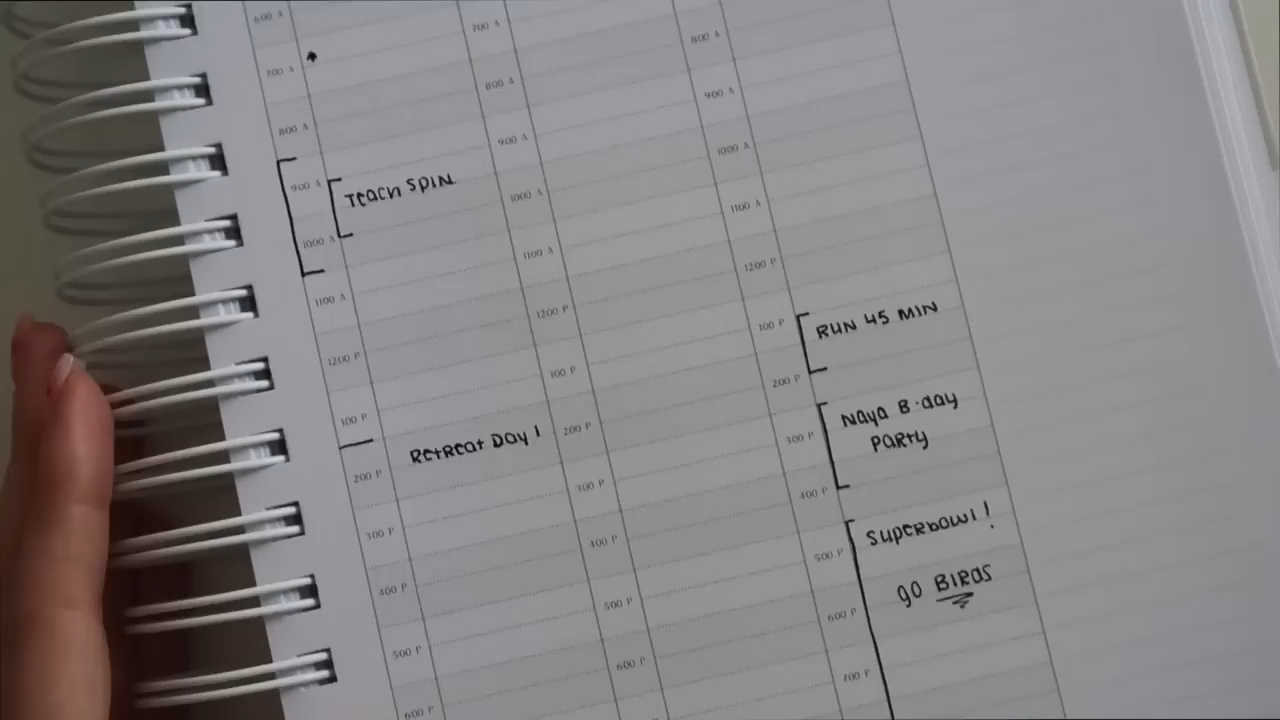 600 A
700 A
800 A
900 A
Teach Spin
1000 A
1100 A
1200 P
100 P
Retreat Day 1
200 P
300 P
400 P
500 P
600 P
700 A
800 A
900 A
1000 A
1100 A
1200 P
100 P
200 P
300 P
400 P
500 P
600 P
800 A
900 A
1000 A
1100 A
1200 P
100 P
RUN 45 MIN
200 P
Naya B·day
Party
300 P
400 P
Superbowl!
500 P
go BIRDS
600 P
700 P